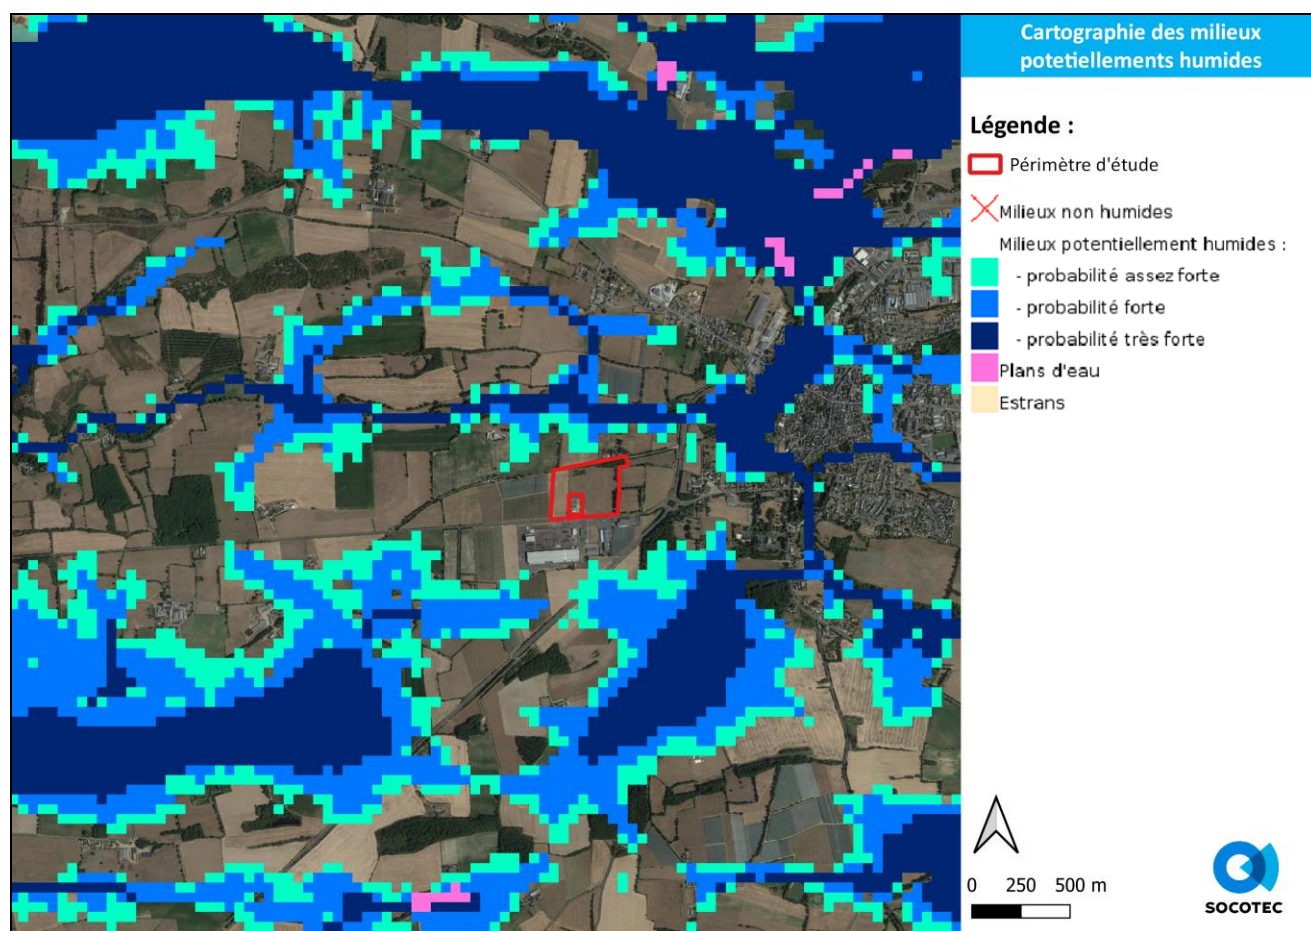 Cartographie des milieux
potetiellements humides
Légende :
Périmètre d'étude
Milieux non humides
Milieux potentiellement humides :
- probabilité assez forte
- probabilité forte
- probabilité très forte
Plans d'eau
Estrans
0 250 500 m
SOCOTEC